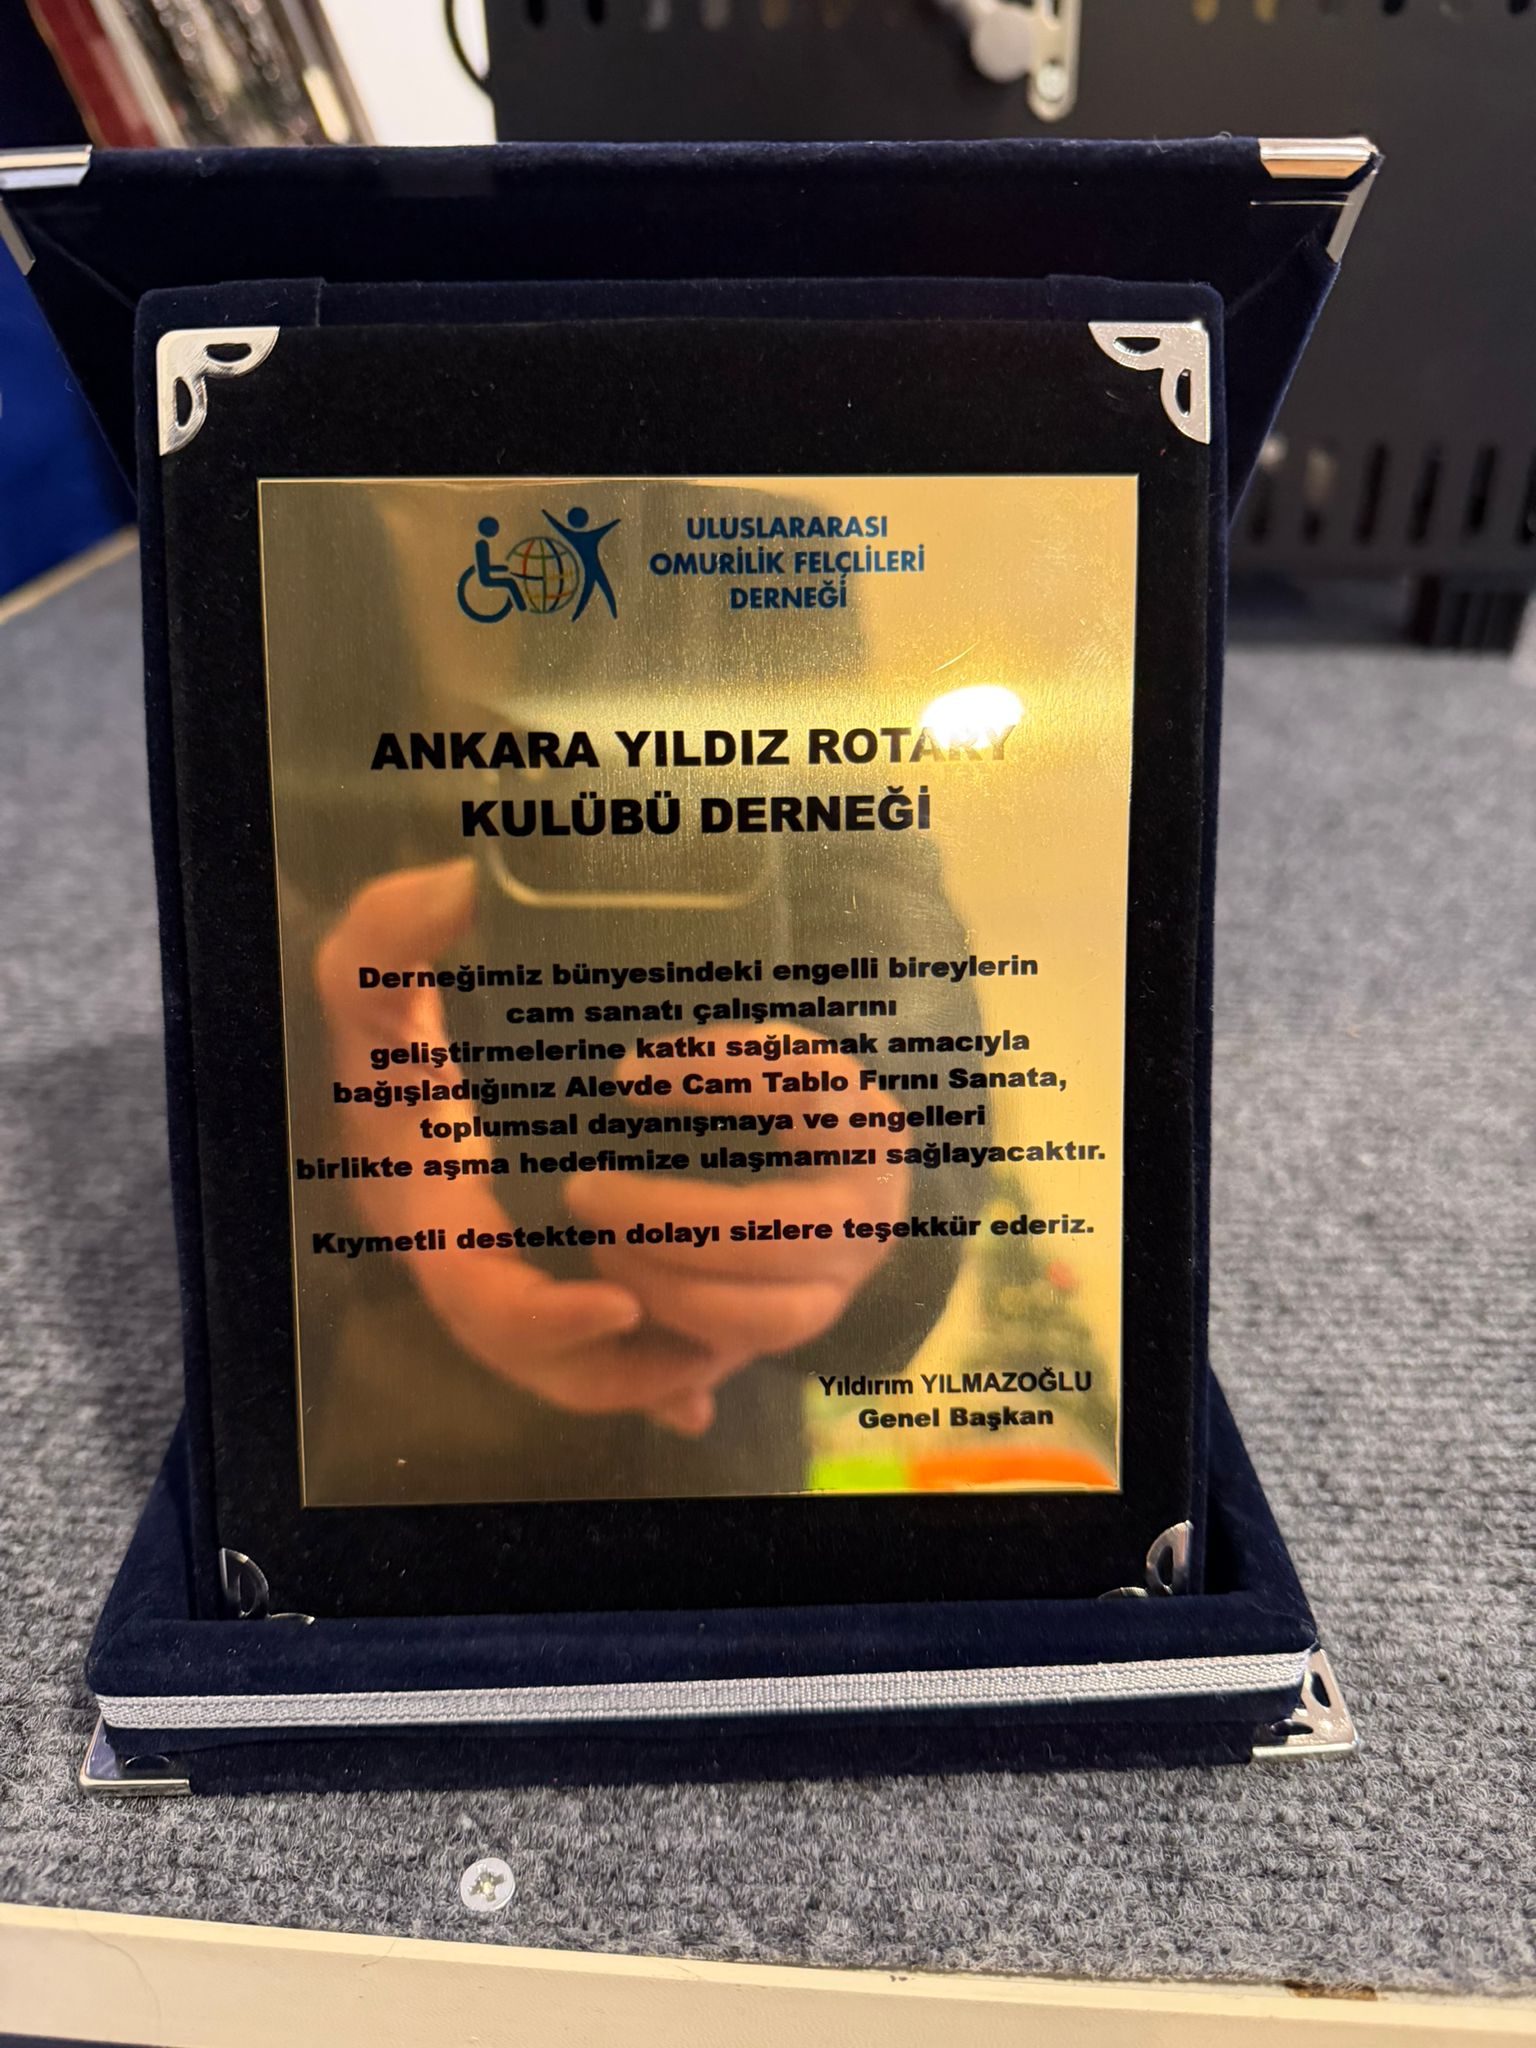 ULUSLARARASI
OMURİLİK FELÇLİLERİ
DERNEĞİ
ANKARA YILDIZ ROTARY
KULÜBÜ DERNEĞİ
Derneğimiz bünyesindeki engelli bireylerin
cam sanatı çalışmalarını
geliştirmelerine katkı sağlamak amacıyla
bağışladığınız Alevde Cam Tablo Fırını Sanata,
toplumsal dayanışmaya ve engelleri
birlikte aşma hedefimize ulaşmamızı sağlayacaktır.
Kıymetli destekten dolayı sizlere teşekkür ederiz.
Yıldırım YILMAZOĞLU
Genel Başkan